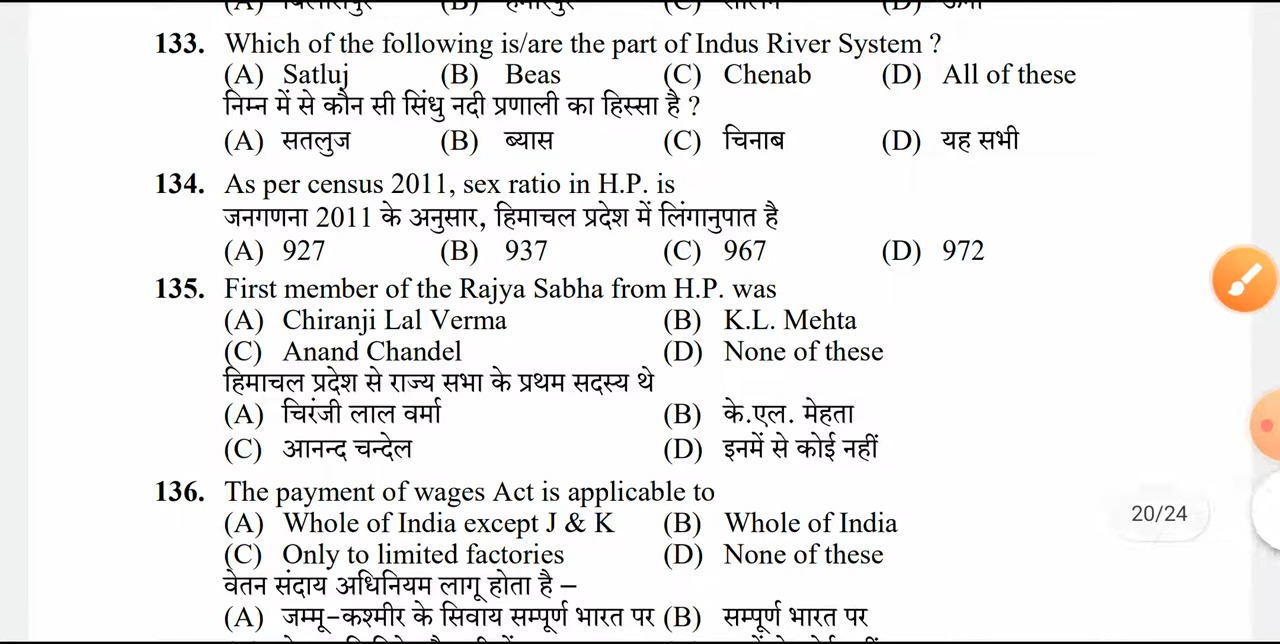 133. Which of the following is/are the part of Indus River System ?
(A) Satluj (B) Beas (C) Chenab (D) All of these
निम्न में से कौन सी सिंधु नदी प्रणाली का हिस्सा है ?
(A) सतलुज (B) ब्यास (C) चिनाब (D) यह सभी
134. As per census 2011, sex ratio in H.P. is
जनगणना 2011 के अनुसार, हिमाचल प्रदेश में लिंगानुपात है
(A) 927 (B) 937 (C) 967 (D) 972
135. First member of the Rajya Sabha from H.P. was
(A) Chiranji Lal Verma (B) K.L. Mehta
(C) Anand Chandel (D) None of these
हिमाचल प्रदेश से राज्य सभा के प्रथम सदस्य थे
(A) चिरंजी लाल वर्मा (B) के.एल. मेहता
(C) आनन्द चन्देल (D) इनमें से कोई नहीं
136. The payment of wages Act is applicable to
(A) Whole of India except J & K (B) Whole of India
20/24
(C) Only to limited factories (D) None of these
वेतन संदाय अधिनियम लागू होता है –
(A) जम्मू-कश्मीर के सिवाय सम्पूर्ण भारत पर (B) सम्पूर्ण भारत पर